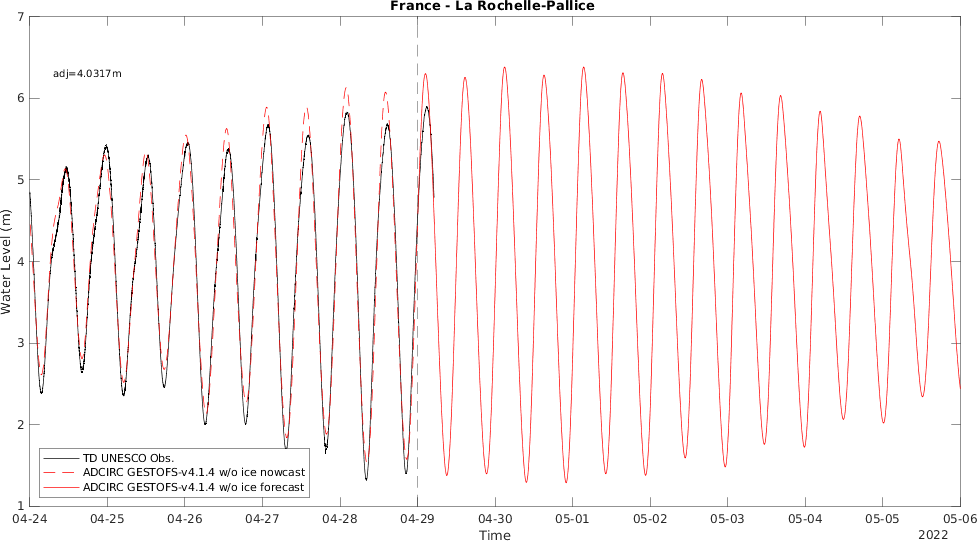 France - La Rochelle-Pallice
7
6
5
4
3
2
1
Water Level (m)
adj=4.0317m
TD UNESCO Obs.
ADCIRC GESTOFS-v4.1.4 w/o ice nowcast
ADCIRC GESTOFS-v4.1.4 w/o ice forecast
04-24 04-25 04-26 04-27 04-28 04-29 04-30 05-01 05-02 05-03 05-04 05-05 05-06
Time
2022